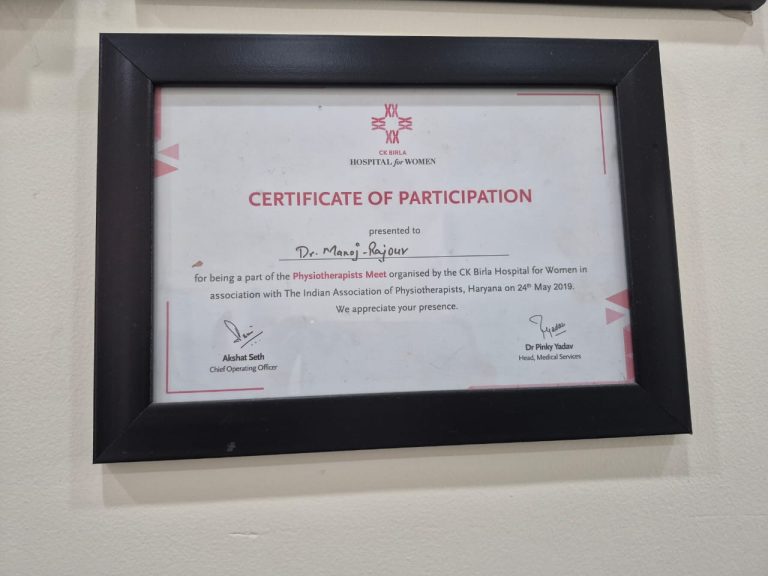 CK BIRLA
HOSPITAL for WOMEN
CERTIFICATE OF PARTICIPATION
presented to
Dr. Manoj-Rajour
for being a part of the Physiotherapists Meet organised by the CK Birla Hospital for Women in
association with The Indian Association of Physiotherapists, Haryana on 24th May 2019.
We appreciate your presence.
Akshat Seth
Chief Operating Officer
Yadav
Dr Pinky Yadav
Head, Medical Services